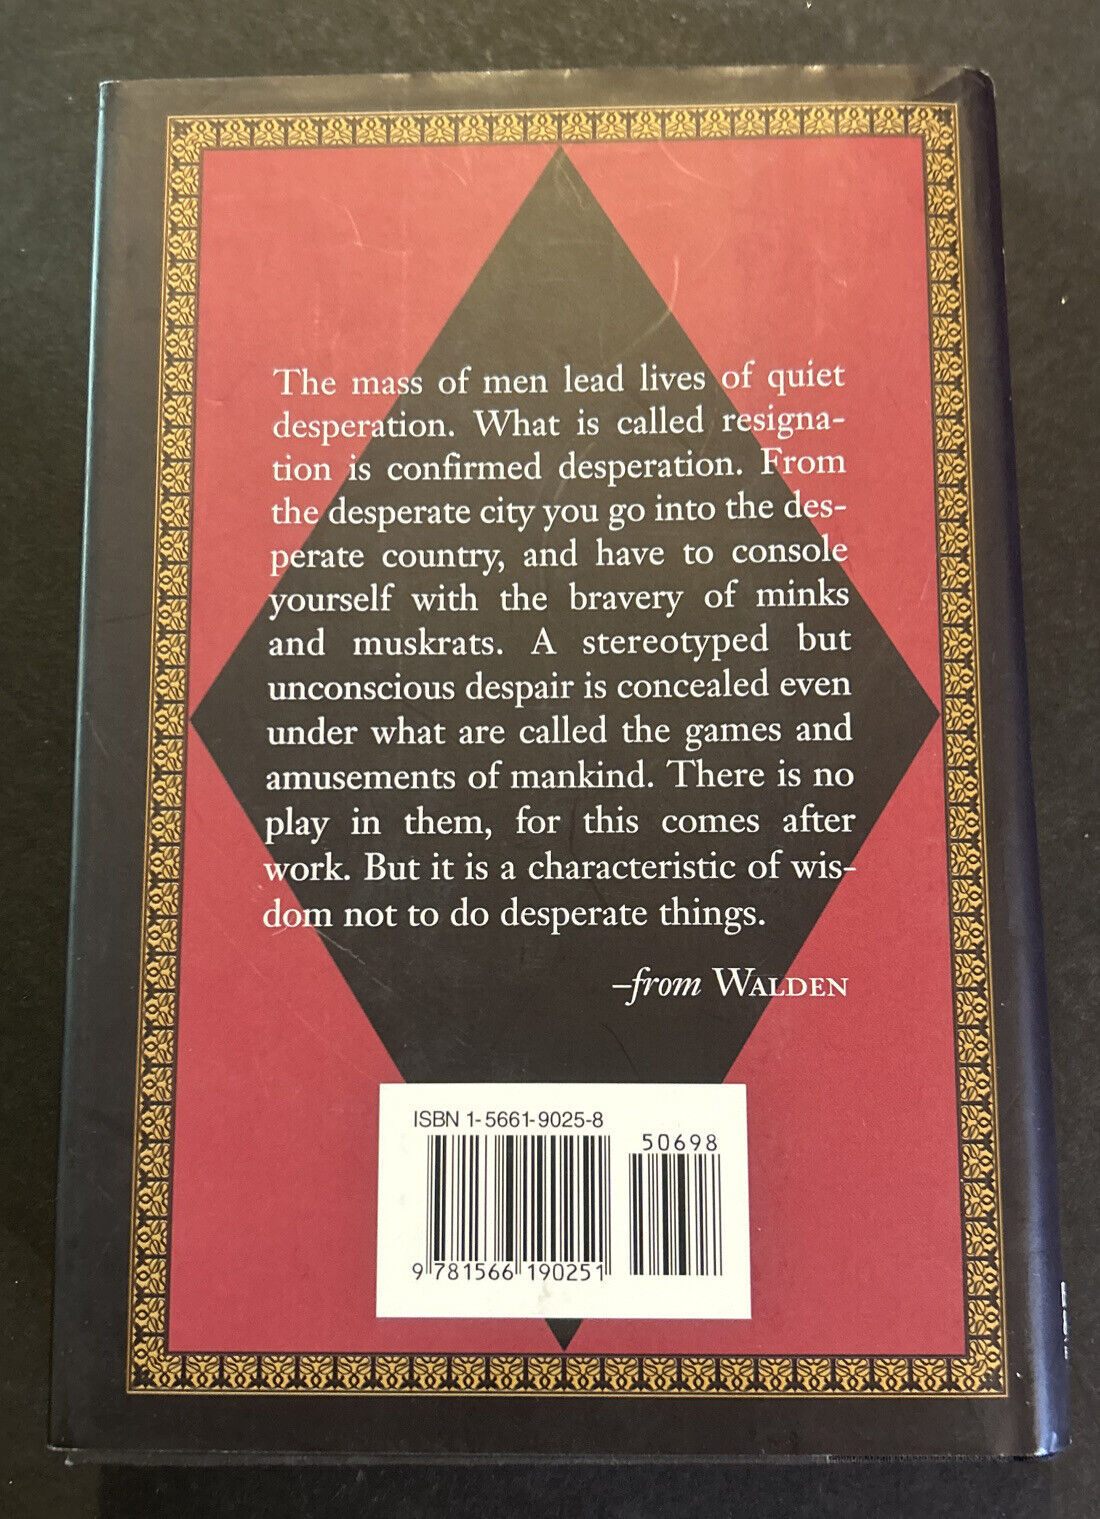 The mass of men lead lives of quiet
desperation. What is called resigna-
tion is confirmed desperation. From
the desperate city you go into the des-
perate country, and have to console
yourself with the bravery of minks
and muskrats. A stereotyped but
unconscious despair is concealed even
under what are called the games and
amusements of mankind. There is no
play in them, for this comes after
work. But it is a characteristic of wis-
dom not to do desperate things.
–from WALDEN
ISBN 1-5661-9025-8
50698
9 781566 190251